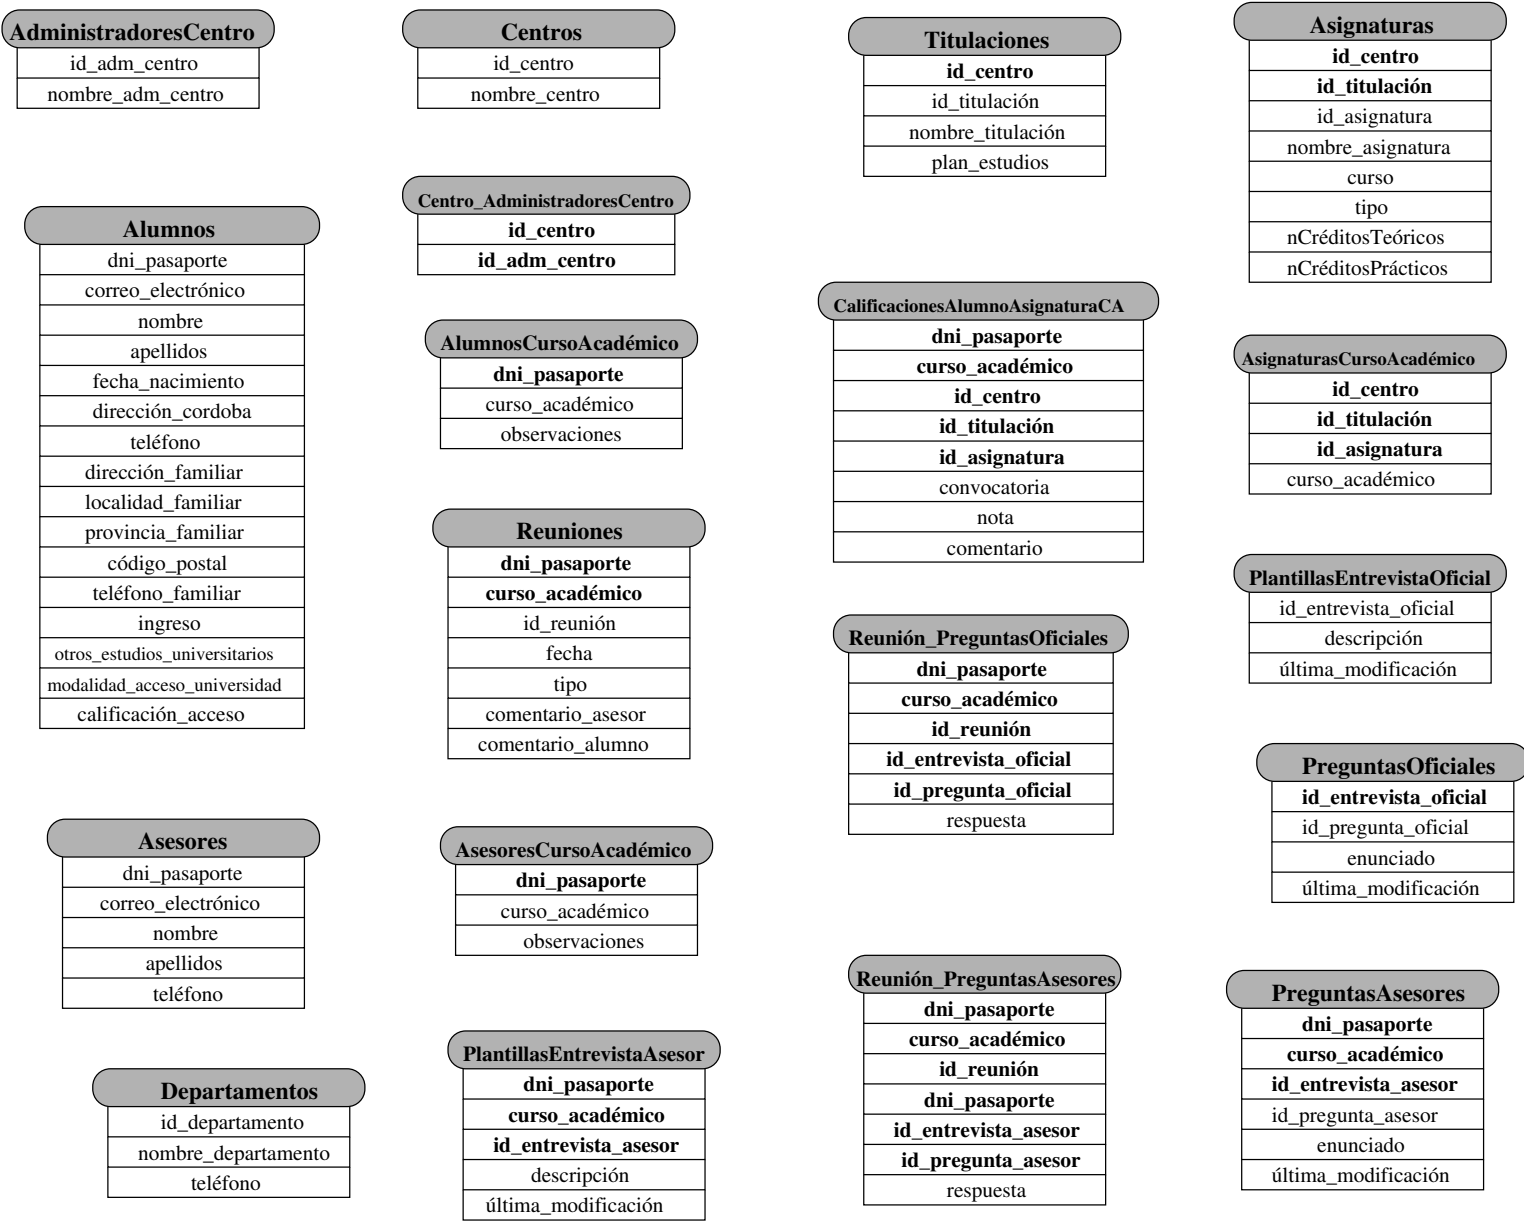 AdministradoresCentro
id_adm_centro
nombre_adm_centro
Centros
id_centro
nombre_centro
Titulaciones
id_centro
id_titulación
nombre_titulación
plan_estudios
Asignaturas
id_centro
id_titulación
id_asignatura
nombre_asignatura
curso
tipo
nCréditosTeóricos
nCréditosPrácticos
Alumnos
dni_pasaporte
correo_electrónico
nombre
apellidos
fecha_nacimiento
dirección_cordoba
teléfono
dirección_familiar
localidad_familiar
provincia_familiar
código_postal
teléfono_familiar
ingreso
otros_estudios_universitarios
modalidad_acceso_universidad
calificación_acceso
Centro_AdministradoresCentro
id_centro
id_adm_centro
AlumnosCursoAcadémico
dni_pasaporte
curso_académico
observaciones
CalificacionesAlumnoAsignaturaCA
dni_pasaporte
curso_académico
id_centro
id_titulación
id_asignatura
convocatoria
nota
comentario
AsignaturasCursoAcadémico
id_centro
id_titulación
id_asignatura
curso_académico
Reuniones
dni_pasaporte
curso_académico
id_reunión
fecha
tipo
comentario_asesor
comentario_alumno
Reunión_PreguntasOficiales
dni_pasaporte
curso_académico
id_reunión
id_entrevista_oficial
id_pregunta_oficial
respuesta
PlantillasEntrevistaOficial
id_entrevista_oficial
descripción
última_modificación
PreguntasOficiales
id_entrevista_oficial
id_pregunta_oficial
enunciado
última_modificación
Asesores
dni_pasaporte
correo_electrónico
nombre
apellidos
teléfono
AsesoresCursoAcadémico
dni_pasaporte
curso_académico
observaciones
Reunión_PreguntasAsesores
dni_pasaporte
curso_académico
id_reunión
dni_pasaporte
id_entrevista_asesor
id_pregunta_asesor
respuesta
PreguntasAsesores
dni_pasaporte
curso_académico
id_entrevista_asesor
id_pregunta_asesor
enunciado
última_modificación
Departamentos
id_departamento
nombre_departamento
teléfono
PlantillasEntrevistaAsesor
dni_pasaporte
curso_académico
id_entrevista_asesor
descripción
última_modificación